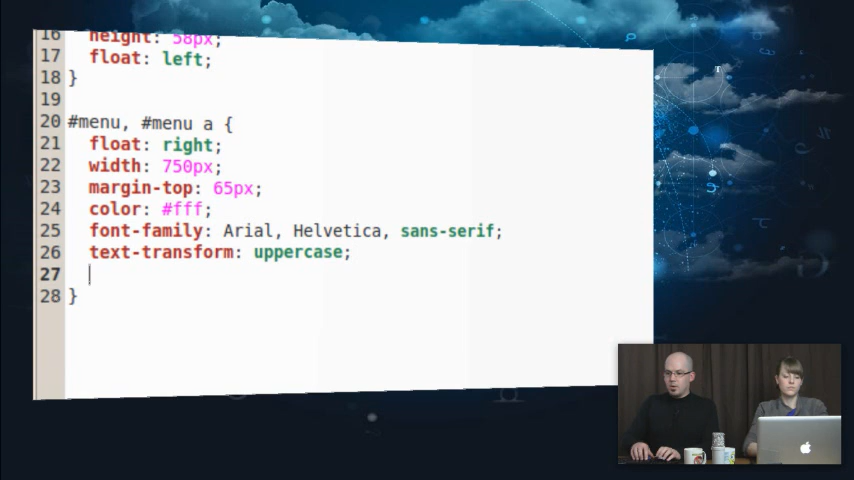 16 height: 58px;
17 float: left;
18 }
19
20 #menu, #menu a {
21 float: right;
22 width: 750px;
23 margin-top: 65px;
24 color: #fff;
25 font-family: Arial, Helvetica, sans-serif;
26 text-transform: uppercase;
27
28 }